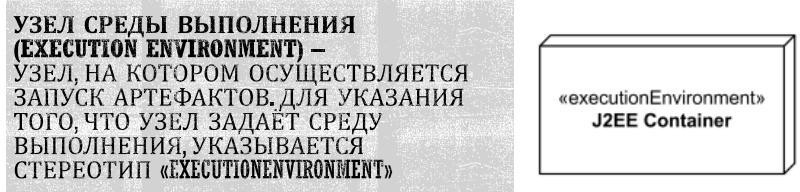 УЗЕЛ СРЕДЫ ВЫПОЛНЕНИЯ
(EXECUTION ENVIRONMENT) –
УЗЕЛ, НА КОТОРОМ ОСУЩЕСТВЛЯЕТСЯ
ЗАПУСК АРТЕФАКТОВ. ДЛЯ УКАЗАНИЯ
ТОГО, ЧТО УЗЕЛ ЗАДАЁТ СРЕДУ
ВЫПОЛНЕНИЯ, УКАЗЫВАЕТСЯ
СТЕРЕОТИП «EXECUTIONENVIRONMENT»
«executionEnvironment»
J2EE Container